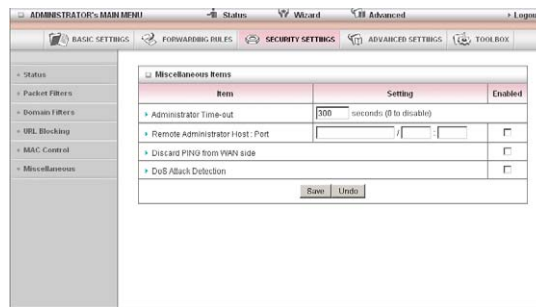 ADMINISTRATOR's MAIN MENU Status Wizard Advanced Logout
BASIC SETTINGS FORWARDING RULES SECURITY SETTINGS ADVANCED SETTINGS TOOLBOX
Status
Packet Filters
Domain Filters
URL Blocking
MAC Control
Miscellaneous
Miscellaneous Items
Item Setting Enabled
Administrator Time-out 300 seconds (0 to disable)
Remote Administrator Host : Port / :
Discard PING from WAN side
DoS Attack Detection
Save Undo